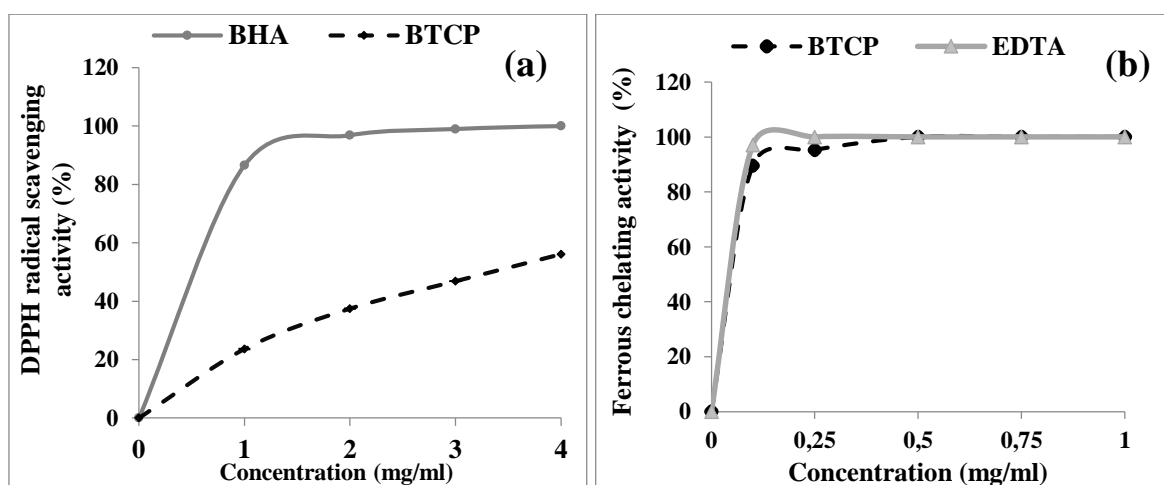 BHA BTCP
(a)
DPPH radical scavenging
activity (%)
120
100
80
60
40
20
0
0 1 2 3 4
Concentration (mg/ml)
BTCP EDTA
(b)
Ferrous chelating activity (%)
120
100
80
60
40
20
0
0 0,25 0,5 0,75 1
Concentration (mg/ml)